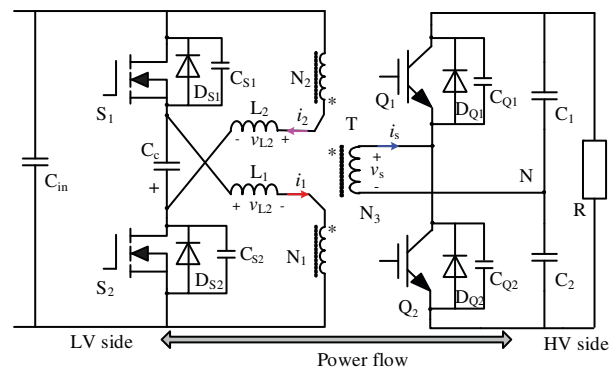 S1
DS1
CS1
N2
*
L2
i2
- vL2 +
Cc
+
Cin
L1
i1
+ vL2 -
*
N1
S2
DS2
CS2
T
*
is
+
vs
-
N3
Q1
DQ1
CQ1
C1
N
R
Q2
DQ2
CQ2
C2
LV side
HV side
Power flow